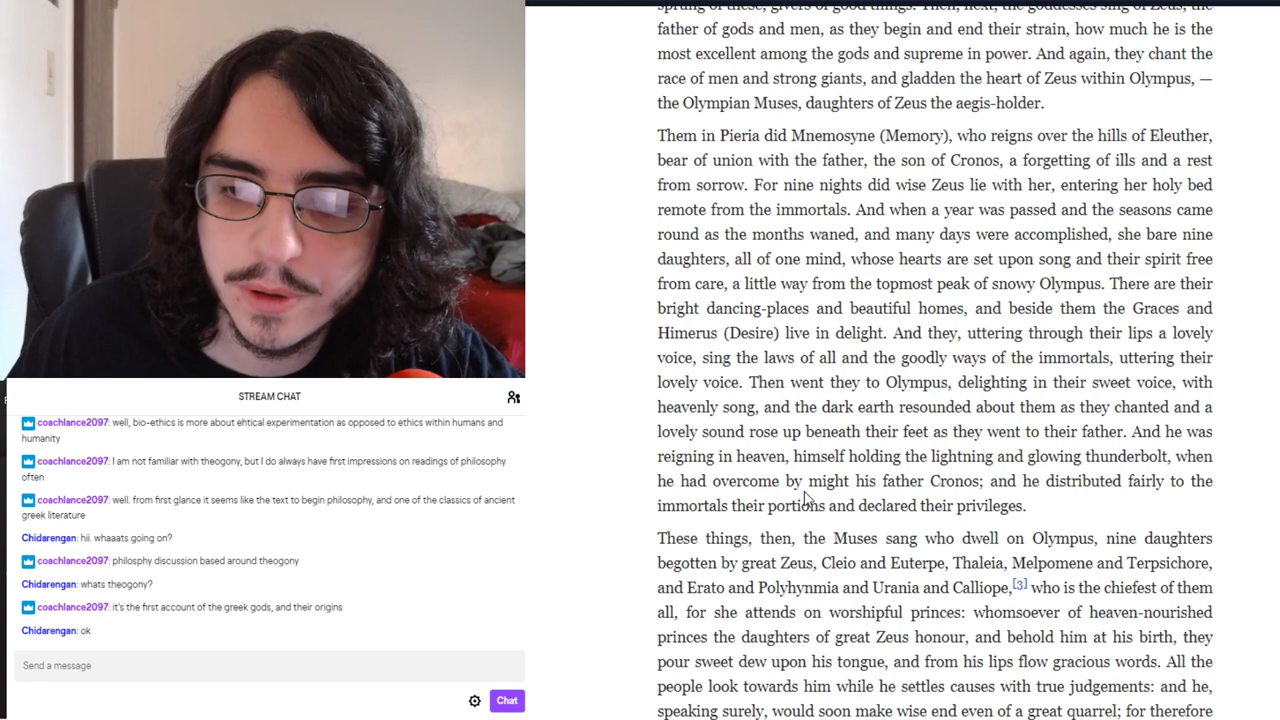 STREAM CHAT
coachlance2097: well, bio-ethics is more about ehtical experimentation as opposed to ethics within humans and
humanity
coachlance2097: I am not familiar with theogony, but I do always have first impressions on readings of philosophy
often
coachlance2097: well. from first glance it seems like the text to begin philosophy, and one of the classics of ancient
greek literature
Chidarengan: hii. whaaats going on?
coachlance2097: philosphy discussion based around theogony
Chidarengan: whats theogony?
coachlance2097: it's the first account of the greek gods, and their origins
Chidarengan: ok
Send a message
Chat
sprung of these, givers of good things. Then, next, the goddesses sing of Zeus, the
father of gods and men, as they begin and end their strain, how much he is the
most excellent among the gods and supreme in power. And again, they chant the
race of men and strong giants, and gladden the heart of Zeus within Olympus, —
the Olympian Muses, daughters of Zeus the aegis-holder.
Them in Pieria did Mnemosyne (Memory), who reigns over the hills of Eleuther,
bear of union with the father, the son of Cronos, a forgetting of ills and a rest
from sorrow. For nine nights did wise Zeus lie with her, entering her holy bed
remote from the immortals. And when a year was passed and the seasons came
round as the months waned, and many days were accomplished, she bare nine
daughters, all of one mind, whose hearts are set upon song and their spirit free
from care, a little way from the topmost peak of snowy Olympus. There are their
bright dancing-places and beautiful homes, and beside them the Graces and
Himerus (Desire) live in delight. And they, uttering through their lips a lovely
voice, sing the laws of all and the goodly ways of the immortals, uttering their
lovely voice. Then went they to Olympus, delighting in their sweet voice, with
heavenly song, and the dark earth resounded about them as they chanted and a
lovely sound rose up beneath their feet as they went to their father. And he was
reigning in heaven, himself holding the lightning and glowing thunderbolt, when
he had overcome by might his father Cronos; and he distributed fairly to the
immortals their portions and declared their privileges.
These things, then, the Muses sang who dwell on Olympus, nine daughters
begotten by great Zeus, Cleio and Euterpe, Thaleia, Melpomene and Terpsichore,
and Erato and Polyhymnia and Urania and Calliope,[3] who is the chiefest of them
all, for she attends on worshipful princes: whomsoever of heaven-nourished
princes the daughters of great Zeus honour, and behold him at his birth, they
pour sweet dew upon his tongue, and from his lips flow gracious words. All the
people look towards him while he settles causes with true judgements: and he,
speaking surely, would soon make wise end even of a great quarrel; for therefore